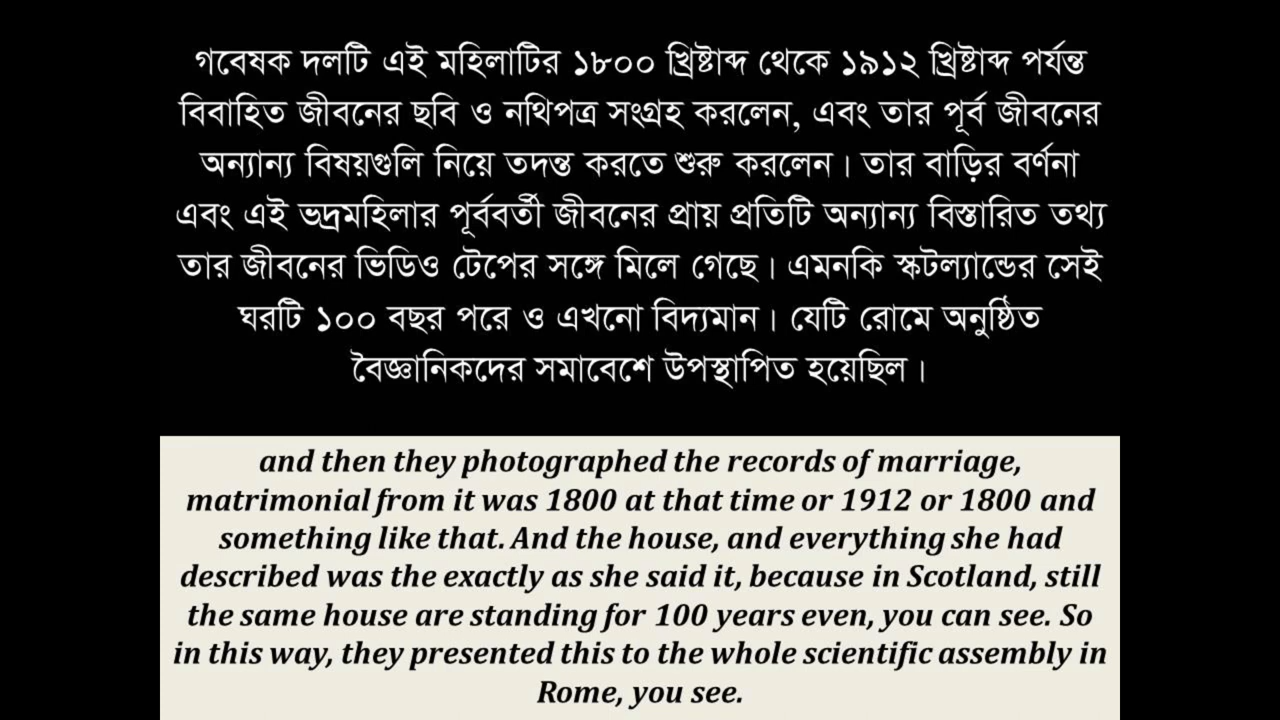 গবেষক দলটি এই মহিলাটির ১৮০০ খ্রিষ্টাব্দ থেকে ১৯১২ খ্রিষ্টাব্দ পর্যন্ত
বিবাহিত জীবনের ছবি ও নথিপত্র সংগ্রহ করলেন, এবং তার পূর্ব জীবনের
অন্যান্য বিষয়গুলি নিয়ে তদন্ত করতে শুরু করলেন। তার বাড়ির বর্ণনা
এবং এই ভদ্রমহিলার পূর্ববর্তী জীবনের প্রায় প্রতিটি অন্যান্য বিস্তারিত তথ্য
তার জীবনের ভিডিও টেপের সঙ্গে মিলে গেছে। এমনকি স্কটল্যান্ডের সেই
ঘরটি ১০০ বছর পরে ও এখনো বিদ্যমান। যেটি রোমে অনুষ্ঠিত
বৈজ্ঞানিকদের সমাবেশে উপস্থাপিত হয়েছিল।
and then they photographed the records of marriage,
matrimonial from it was 1800 at that time or 1912 or 1800 and
something like that. And the house, and everything she had
described was the exactly as she said it, because in Scotland, still
the same house are standing for 100 years even, you can see. So
in this way, they presented this to the whole scientific assembly in
Rome, you see.